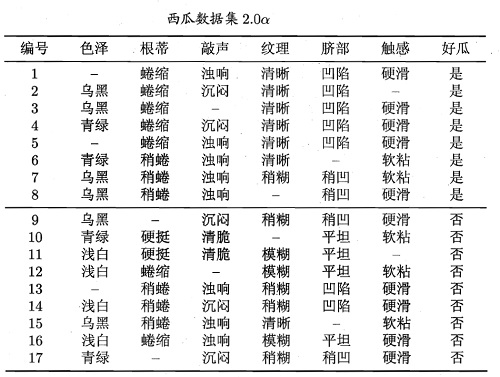 西瓜数据集 2.0α
编号 色泽 根蒂 敲声 纹理 脐部 触感 好瓜
1 – 蜷缩 浊响 清晰 凹陷 硬滑 是
2 乌黑 蜷缩 沉闷 清晰 凹陷 – 是
3 乌黑 蜷缩 – 清晰 凹陷 硬滑 是
4 青绿 蜷缩 沉闷 清晰 凹陷 硬滑 是
5 – 蜷缩 浊响 清晰 凹陷 硬滑 是
6 青绿 稍蜷 浊响 清晰 – 软粘 是
7 乌黑 稍蜷 浊响 稍糊 稍凹 软粘 是
8 乌黑 稍蜷 浊响 – 稍凹 硬滑 是
9 乌黑 – 沉闷 稍糊 稍凹 硬滑 否
10 青绿 硬挺 清脆 – 平坦 软粘 否
11 浅白 硬挺 清脆 模糊 平坦 – 否
12 浅白 蜷缩 – 模糊 平坦 软粘 否
13 – 稍蜷 浊响 稍糊 凹陷 硬滑 否
14 浅白 稍蜷 沉闷 稍糊 凹陷 硬滑 否
15 乌黑 稍蜷 浊响 清晰 – 软粘 否
16 浅白 蜷缩 浊响 模糊 平坦 硬滑 否
17 青绿 – 沉闷 稍糊 稍凹 硬滑 否